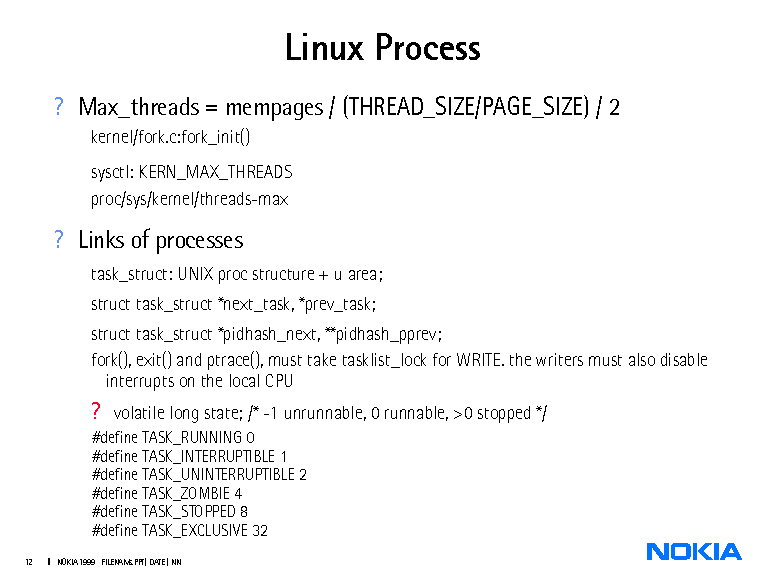 Linux Process
? Max_threads = mempages / (THREAD_SIZE/PAGE_SIZE) / 2
kernel/fork.c:fork_init()
sysctl: KERN_MAX_THREADS
proc/sys/kernel/threads-max
? Links of processes
task_struct: UNIX proc structure + u area;
struct task_struct *next_task, *prev_task;
struct task_struct *pidhash_next, **pidhash_pprev;
fork(), exit() and ptrace(), must take tasklist_lock for WRITE. the writers must also disable
interrupts on the local CPU
? volatile long state; /* -1 unrunnable, 0 runnable, >0 stopped */
#define TASK_RUNNING 0
#define TASK_INTERRUPTIBLE 1
#define TASK_UNINTERRUPTIBLE 2
#define TASK_ZOMBIE 4
#define TASK_STOPPED 8
#define TASK_EXCLUSIVE 32
12 NOKIA 1999 FILENAMs.PPT| DATE | NN
NOKIA